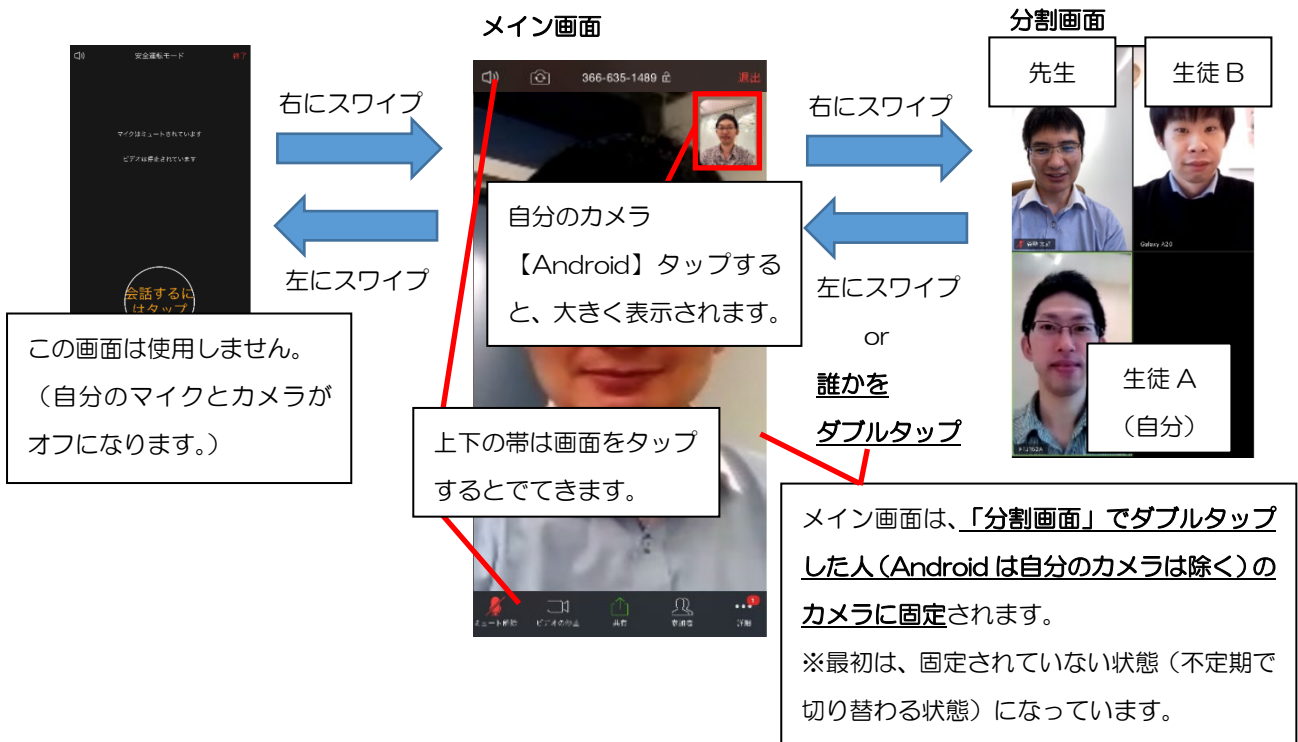 メイン画面
分割画面
安全運転モード
終了
マイクはミュートされています
ビデオは停止されています
会話するに
はタップ
この画面は使用しません。
（自分のマイクとカメラが
オフになります。）
右にスワイプ
左にスワイプ
366-635-1489
退出
自分のカメラ
【Android】タップする
と、大きく表示されます。
上下の帯は画面をタップ
するとでてきます。
ミュート解除
ビデオの停止
共有
参加者
詳細
1
右にスワイプ
左にスワイプ
or
誰かを
ダブルタップ
先生
生徒B
Galaxy A20
生徒A
（自分）
メイン画面は、「分割画面」でダブルタップ
した人（Androidは自分のカメラは除く）の
カメラに固定されます。
※最初は、固定されていない状態（不定期で
切り替わる状態）になっています。